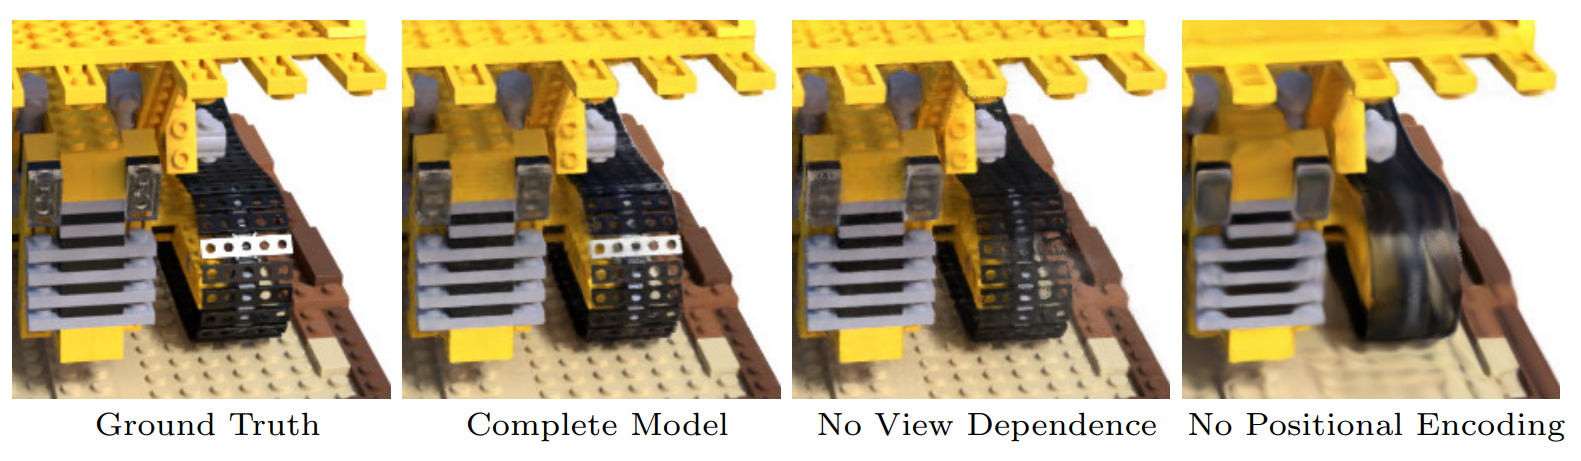 Ground Truth
Complete Model
No View Dependence
No Positional Encoding